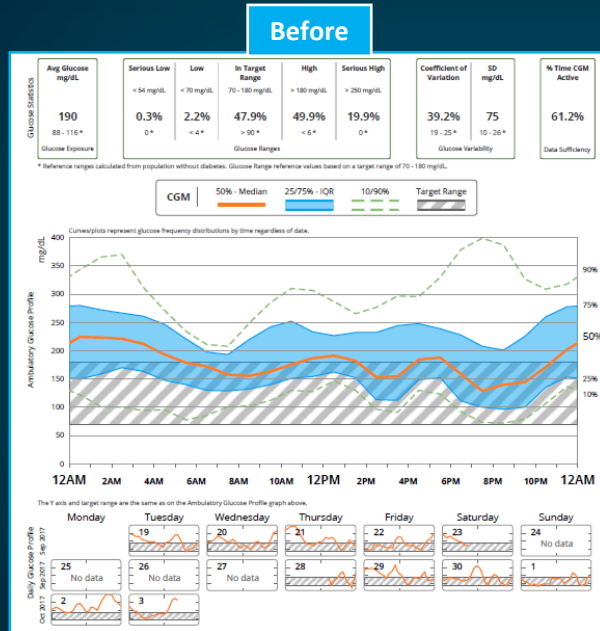 Before
Glucose Statistics
Avg Glucose
mg/dL
190
88 - 116 *
Glucose Exposure
Serious Low Low In Target Range High Serious High
< 54 mg/dL < 70 mg/dL 70 - 180 mg/dL > 180 mg/dL > 250 mg/dL
0.3% 2.2% 47.9% 49.9% 19.9%
0 * < 4 * > 90 * < 6 * 0 *
Glucose Ranges
Coefficient of Variation SD mg/dL
39.2% 75
19 - 25 * 10 - 26 *
Glucose Variability
% Time CGM
Active
61.2%
Data Sufficiency
* Reference ranges calculated from population without diabetes. Glucose Range reference values based on a target range of 70 - 180 mg/dL.
CGM 50% - Median 25/75% - IQR 10/90% Target Range
Curves/plots represent glucose frequency distributions by time regardless of date.
mg/dL
Ambulatory Glucose Profile
400
350
300
250
200
150
100
50
0
90%
75%
50%
25%
10%
12AM 2AM 4AM 6AM 8AM 10AM 12PM 2PM 4PM 6PM 8PM 10PM 12AM
The Y axis and target range are the same as on the Ambulatory Glucose Profile graph above.
Daily Glucose Profile
Monday Tuesday Wednesday Thursday Friday Saturday Sunday
Sep 2017
19 20 21 22 23 24
No data
Sep 2017
25 26 27 28 29 30 1
No data No data No data
Oct 2017
2 3